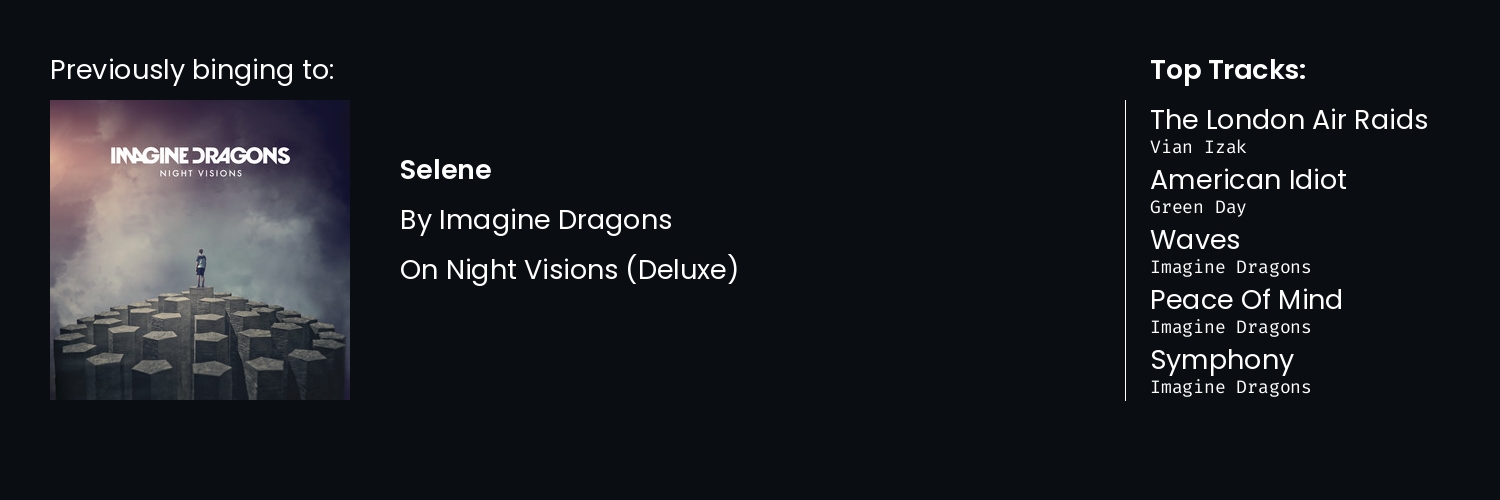 Previously binging to:
IMAGINE DRAGONS
NIGHT VISIONS
Selene
By Imagine Dragons
On Night Visions (Deluxe)
Top Tracks:
The London Air Raids
Vian Izak
American Idiot
Green Day
Waves
Imagine Dragons
Peace Of Mind
Imagine Dragons
Symphony
Imagine Dragons